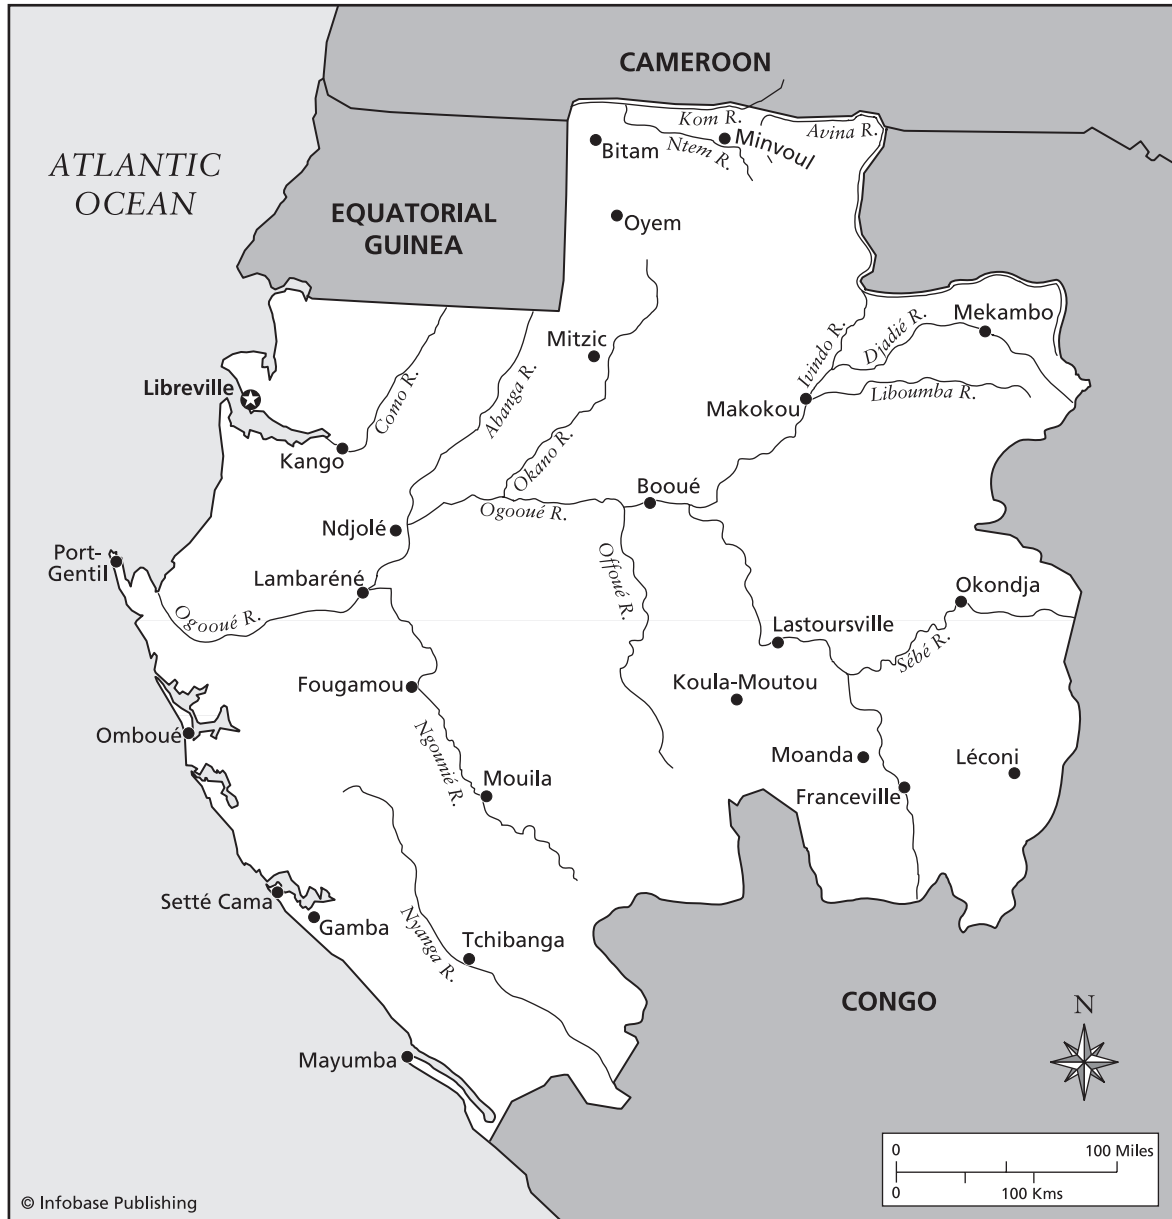 CAMEROON
Kom R.
Avina R.
Minvoul
Bitam
Ntem R.
ATLANTIC
OCEAN
EQUATORIAL
GUINEA
Oyem
Mekambo
Mitzic
Ivindo R.
Djadié R.
Libreville
Como R.
Abanga R.
Liboumba R.
Makokou
Kango
Okano R.
Booué
Ogooué R.
Ndjolé
Port-
Gentil
Lambaréné
Offoué R.
Okondja
Ogooué R.
Lastoursville
Sébé R.
Fougamou
Koula-Moutou
Omboué
Ngounié R.
Mouila
Moanda
Léconi
Franceville
Setté Cama
Gamba
Nyanga R.
Tchibanga
CONGO
N
Mayumba
0
100 Miles
0
100 Kms
© Infobase Publishing